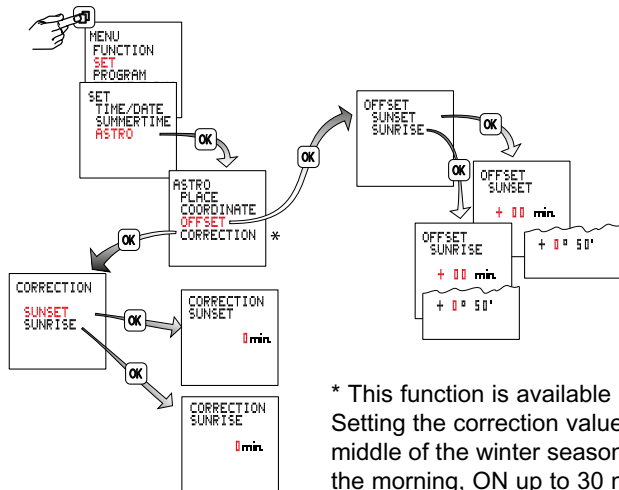 MENU
FUNCTION
SET
PROGRAM
SET
TIME/DATE
SUMMERTIME
ASTRO
OK
ASTRO
PLACE
COORDINATE
OFFSET
CORRECTION *
OK
OFFSET
SUNSET
SUNRISE
OK
OK
OFFSET
SUNSET
+ 00 min.
+ 0° 50'
OFFSET
SUNRISE
+ 00 min.
+ 0° 50'
OK
CORRECTION
SUNSET
SUNRISE
OK
CORRECTION
SUNSET
0 min.
OK
CORRECTION
SUNRISE
0 min.
* This function is available
Setting the correction value
middle of the winter season
the morning, ON up to 30